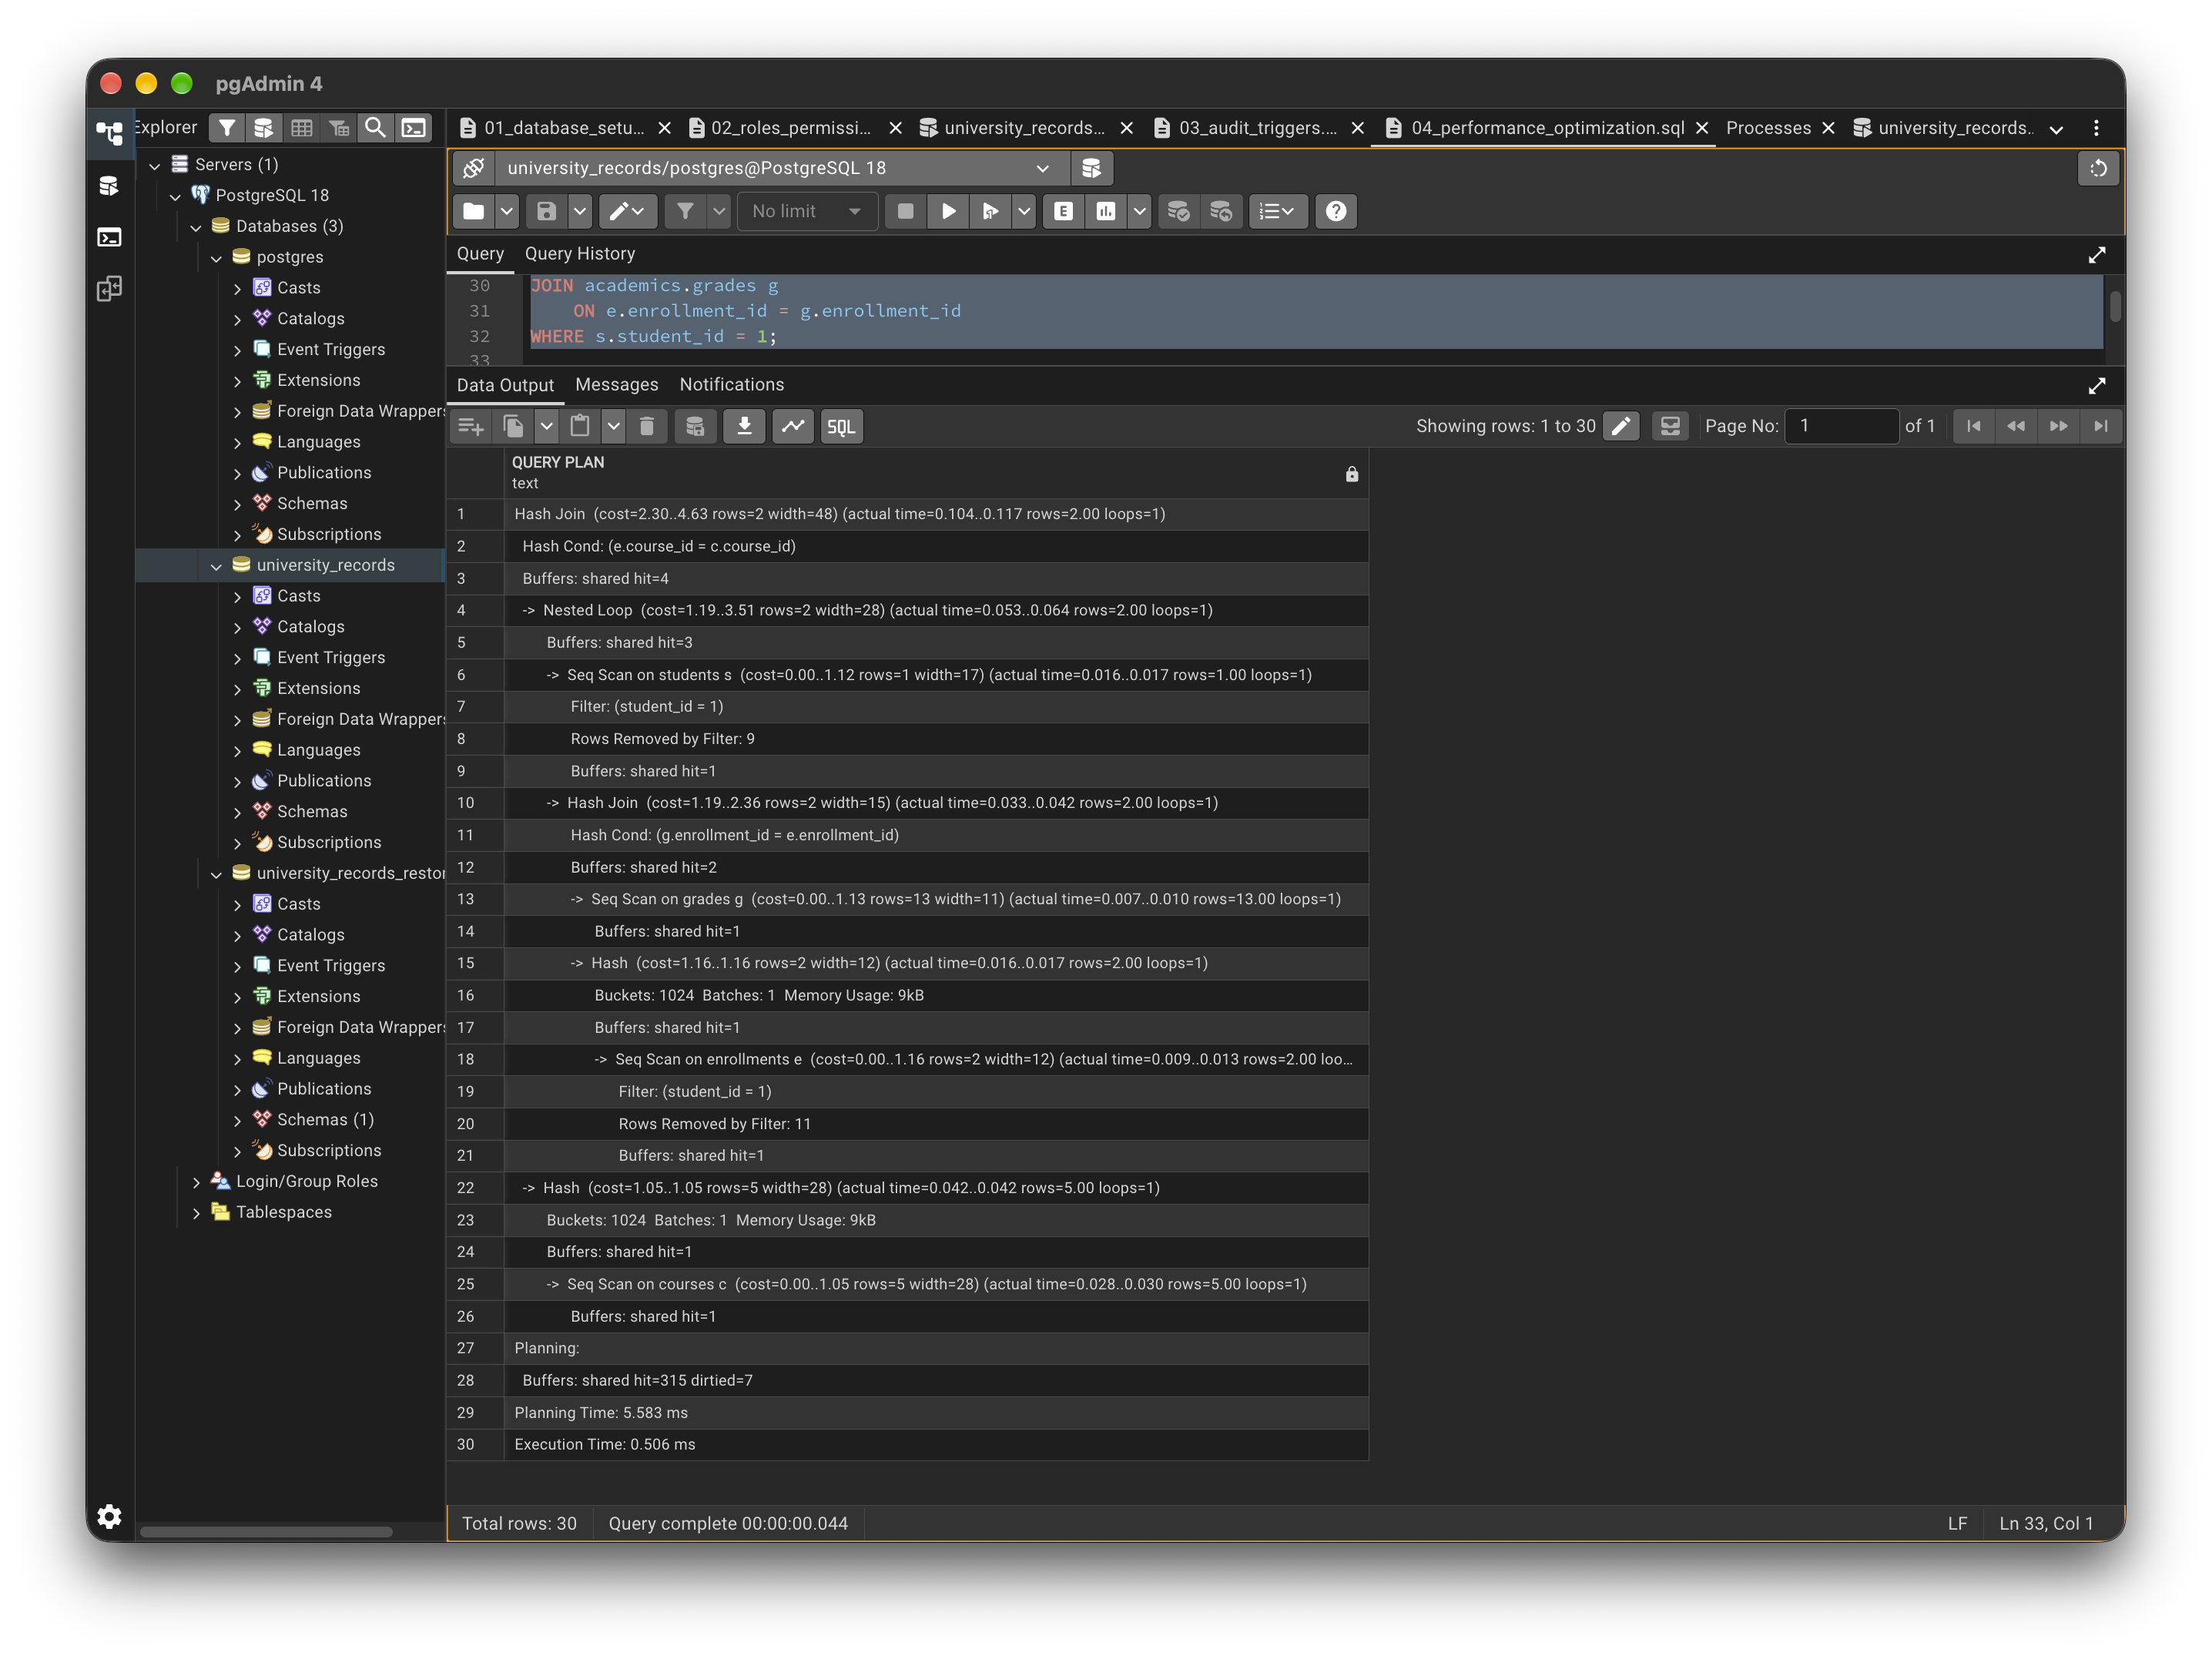 pgAdmin 4
Explorer
01_database_setu...
02_roles_permissi...
university_records...
03_audit_triggers....
04_performance_optimization.sql
Processes
university_records..
Servers (1)
PostgreSQL 18
Databases (3)
postgres
Casts
Catalogs
Event Triggers
Extensions
Foreign Data Wrappers
Languages
Publications
Schemas
Subscriptions
university_records
Casts
Catalogs
Event Triggers
Extensions
Foreign Data Wrappers
Languages
Publications
Schemas
Subscriptions
university_records_restor
Casts
Catalogs
Event Triggers
Extensions
Foreign Data Wrappers
Languages
Publications
Schemas (1)
Subscriptions
Login/Group Roles
Tablespaces
university_records/postgres@PostgreSQL 18
No limit
E
Query Query History
30 JOIN academics.grades g
31 ON e.enrollment_id = g.enrollment_id
32 WHERE s.student_id = 1;
33
Data Output Messages Notifications
SQL
Showing rows: 1 to 30
Page No: 1 of 1
QUERY PLAN
text
1 Hash Join (cost=2.30..4.63 rows=2 width=48) (actual time=0.104..0.117 rows=2.00 loops=1)
2 Hash Cond: (e.course_id = c.course_id)
3 Buffers: shared hit=4
4 -> Nested Loop (cost=1.19..3.51 rows=2 width=28) (actual time=0.053..0.064 rows=2.00 loops=1)
5 Buffers: shared hit=3
6 -> Seq Scan on students s (cost=0.00..1.12 rows=1 width=17) (actual time=0.016..0.017 rows=1.00 loops=1)
7 Filter: (student_id = 1)
8 Rows Removed by Filter: 9
9 Buffers: shared hit=1
10 -> Hash Join (cost=1.19..2.36 rows=2 width=15) (actual time=0.033..0.042 rows=2.00 loops=1)
11 Hash Cond: (g.enrollment_id = e.enrollment_id)
12 Buffers: shared hit=2
13 -> Seq Scan on grades g (cost=0.00..1.13 rows=13 width=11) (actual time=0.007..0.010 rows=13.00 loops=1)
14 Buffers: shared hit=1
15 -> Hash (cost=1.16..1.16 rows=2 width=12) (actual time=0.016..0.017 rows=2.00 loops=1)
16 Buckets: 1024 Batches: 1 Memory Usage: 9kB
17 Buffers: shared hit=1
18 -> Seq Scan on enrollments e (cost=0.00..1.16 rows=2 width=12) (actual time=0.009..0.013 rows=2.00 loo...
19 Filter: (student_id = 1)
20 Rows Removed by Filter: 11
21 Buffers: shared hit=1
22 -> Hash (cost=1.05..1.05 rows=5 width=28) (actual time=0.042..0.042 rows=5.00 loops=1)
23 Buckets: 1024 Batches: 1 Memory Usage: 9kB
24 Buffers: shared hit=1
25 -> Seq Scan on courses c (cost=0.00..1.05 rows=5 width=28) (actual time=0.028..0.030 rows=5.00 loops=1)
26 Buffers: shared hit=1
27 Planning:
28 Buffers: shared hit=315 dirtied=7
29 Planning Time: 5.583 ms
30 Execution Time: 0.506 ms
Total rows: 30 Query complete 00:00:00.044 LF Ln 33, Col 1